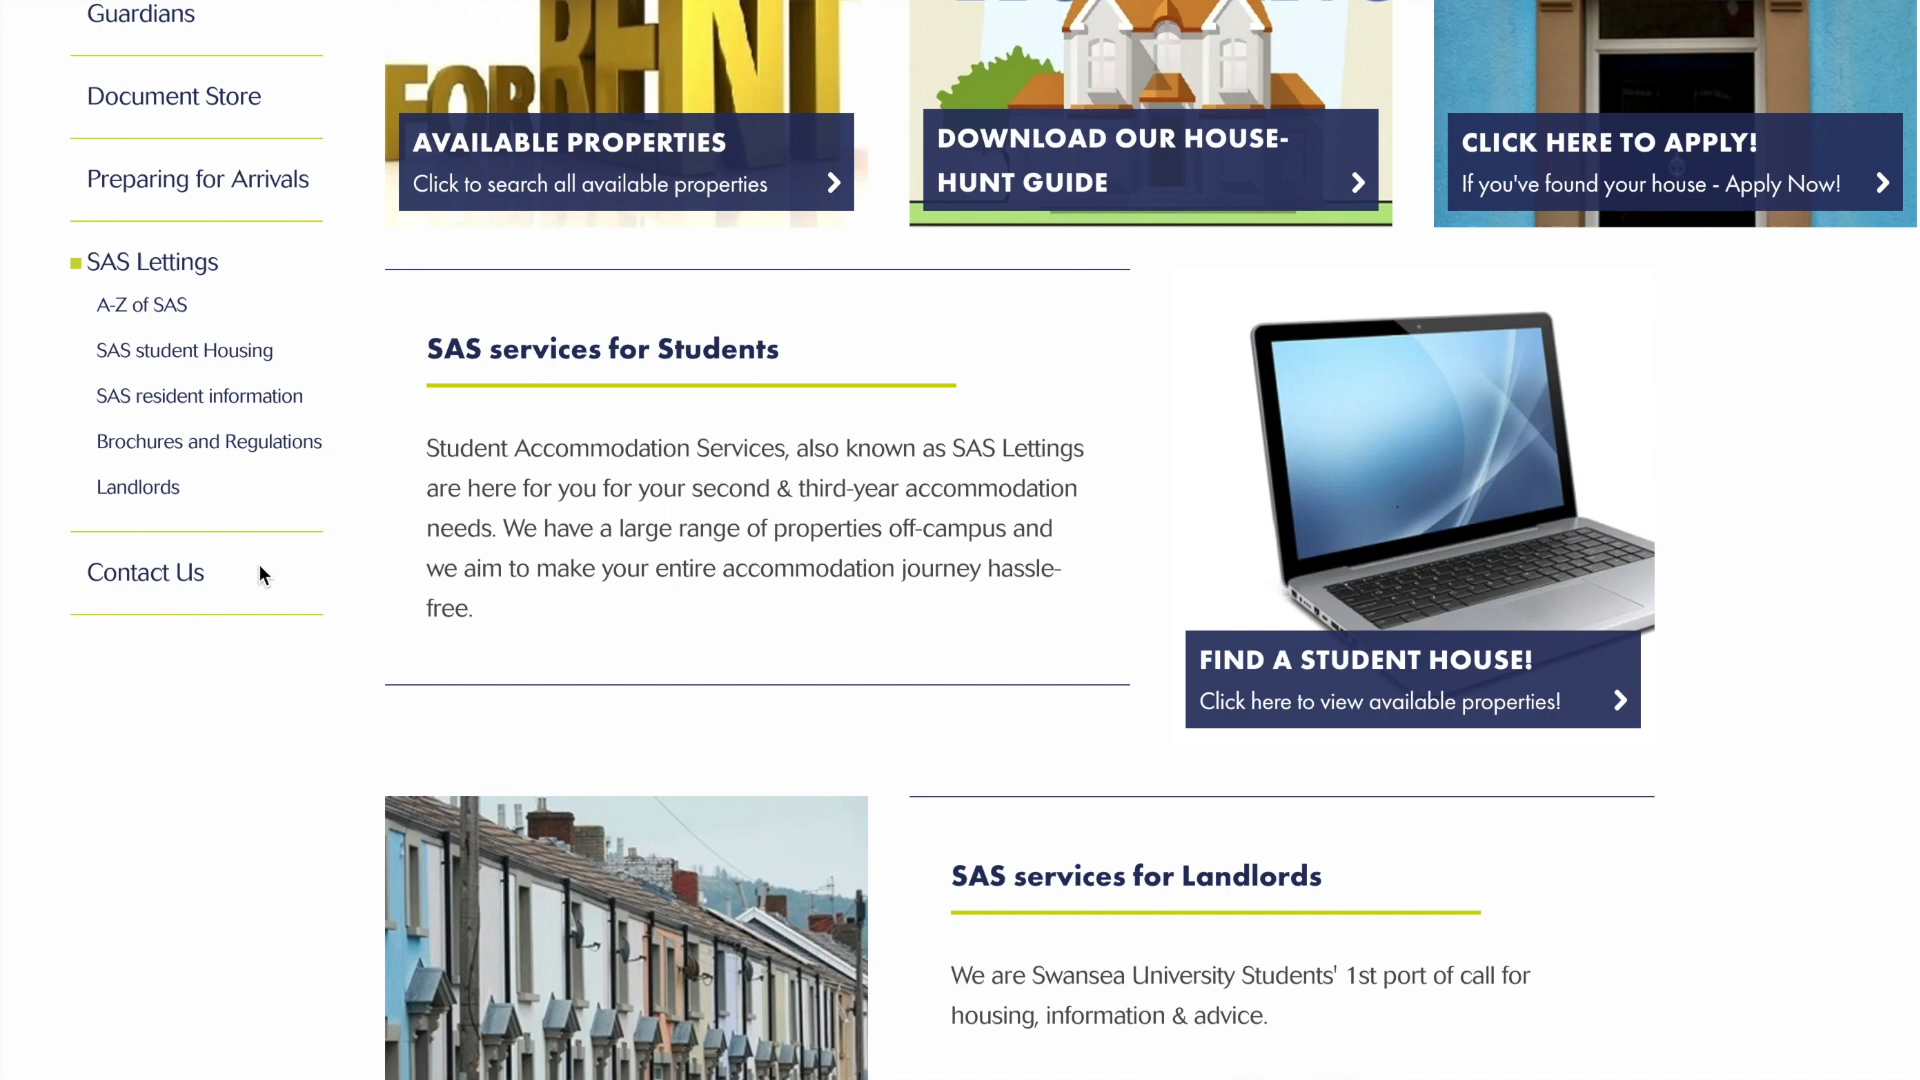 Guardians
Document Store
Preparing for Arrivals
SAS Lettings
A-Z of SAS
SAS student Housing
SAS resident information
Brochures and Regulations
Landlords
Contact Us
FOR RENT
AVAILABLE PROPERTIES
Click to search all available properties
DOWNLOAD OUR HOUSE-
HUNT GUIDE
CLICK HERE TO APPLY!
If you've found your house - Apply Now!
SAS services for Students
Student Accommodation Services, also known as SAS Lettings
are here for you for your second & third-year accommodation
needs. We have a large range of properties off-campus and
we aim to make your entire accommodation journey hassle-
free.
FIND A STUDENT HOUSE!
Click here to view available properties!
SAS services for Landlords
We are Swansea University Students' 1st port of call for
housing, information & advice.